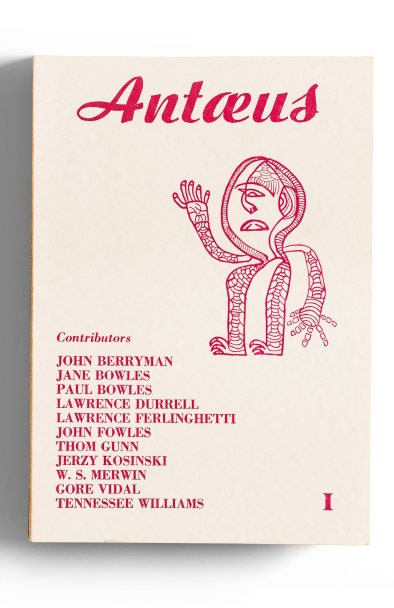 Antæus
Contributors
JOHN BERRYMAN
JANE BOWLES
PAUL BOWLES
LAWRENCE DURRELL
LAWRENCE FERLINGHETTI
JOHN FOWLES
THOM GUNN
JERZY KOSINSKI
W. S. MERWIN
GORE VIDAL
TENNESSEE WILLIAMS
I